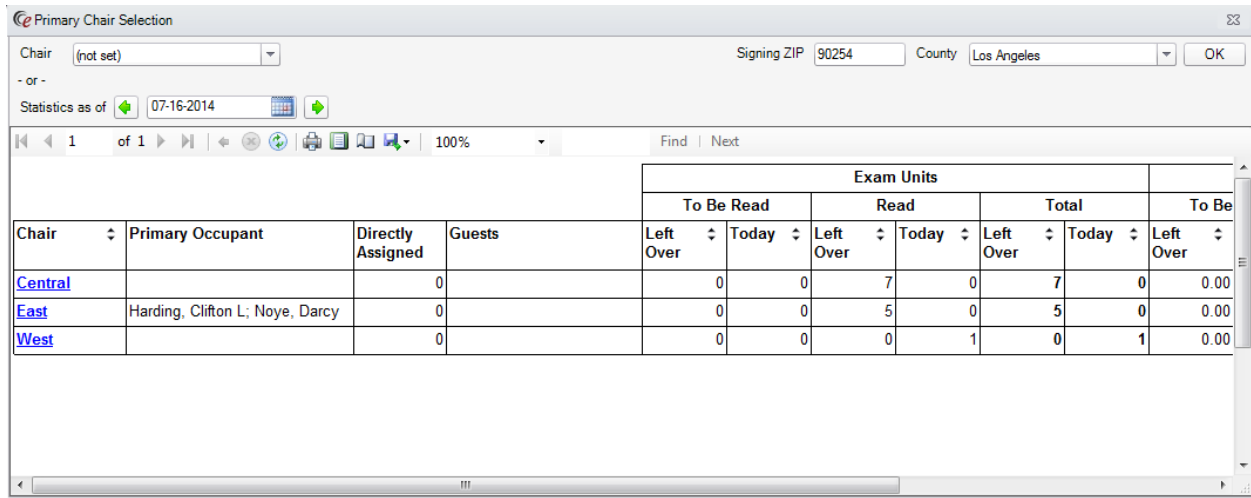 Primary Chair Selection
Chair (not set) Signing ZIP 90254 County Los Angeles OK
- or -
Statistics as of 07-16-2014
1 of 1 100% Find | Next
Exam Units
To Be Read Read Total To Be
Chair Primary Occupant Directly Assigned Guests Left Over Today Left Over Today Left Over Today Left Over
Central 0 0 0 7 0 7 0 0.00
East Harding, Clifton L; Noye, Darcy 0 0 0 5 0 5 0 0.00
West 0 0 0 0 1 0 1 0.00